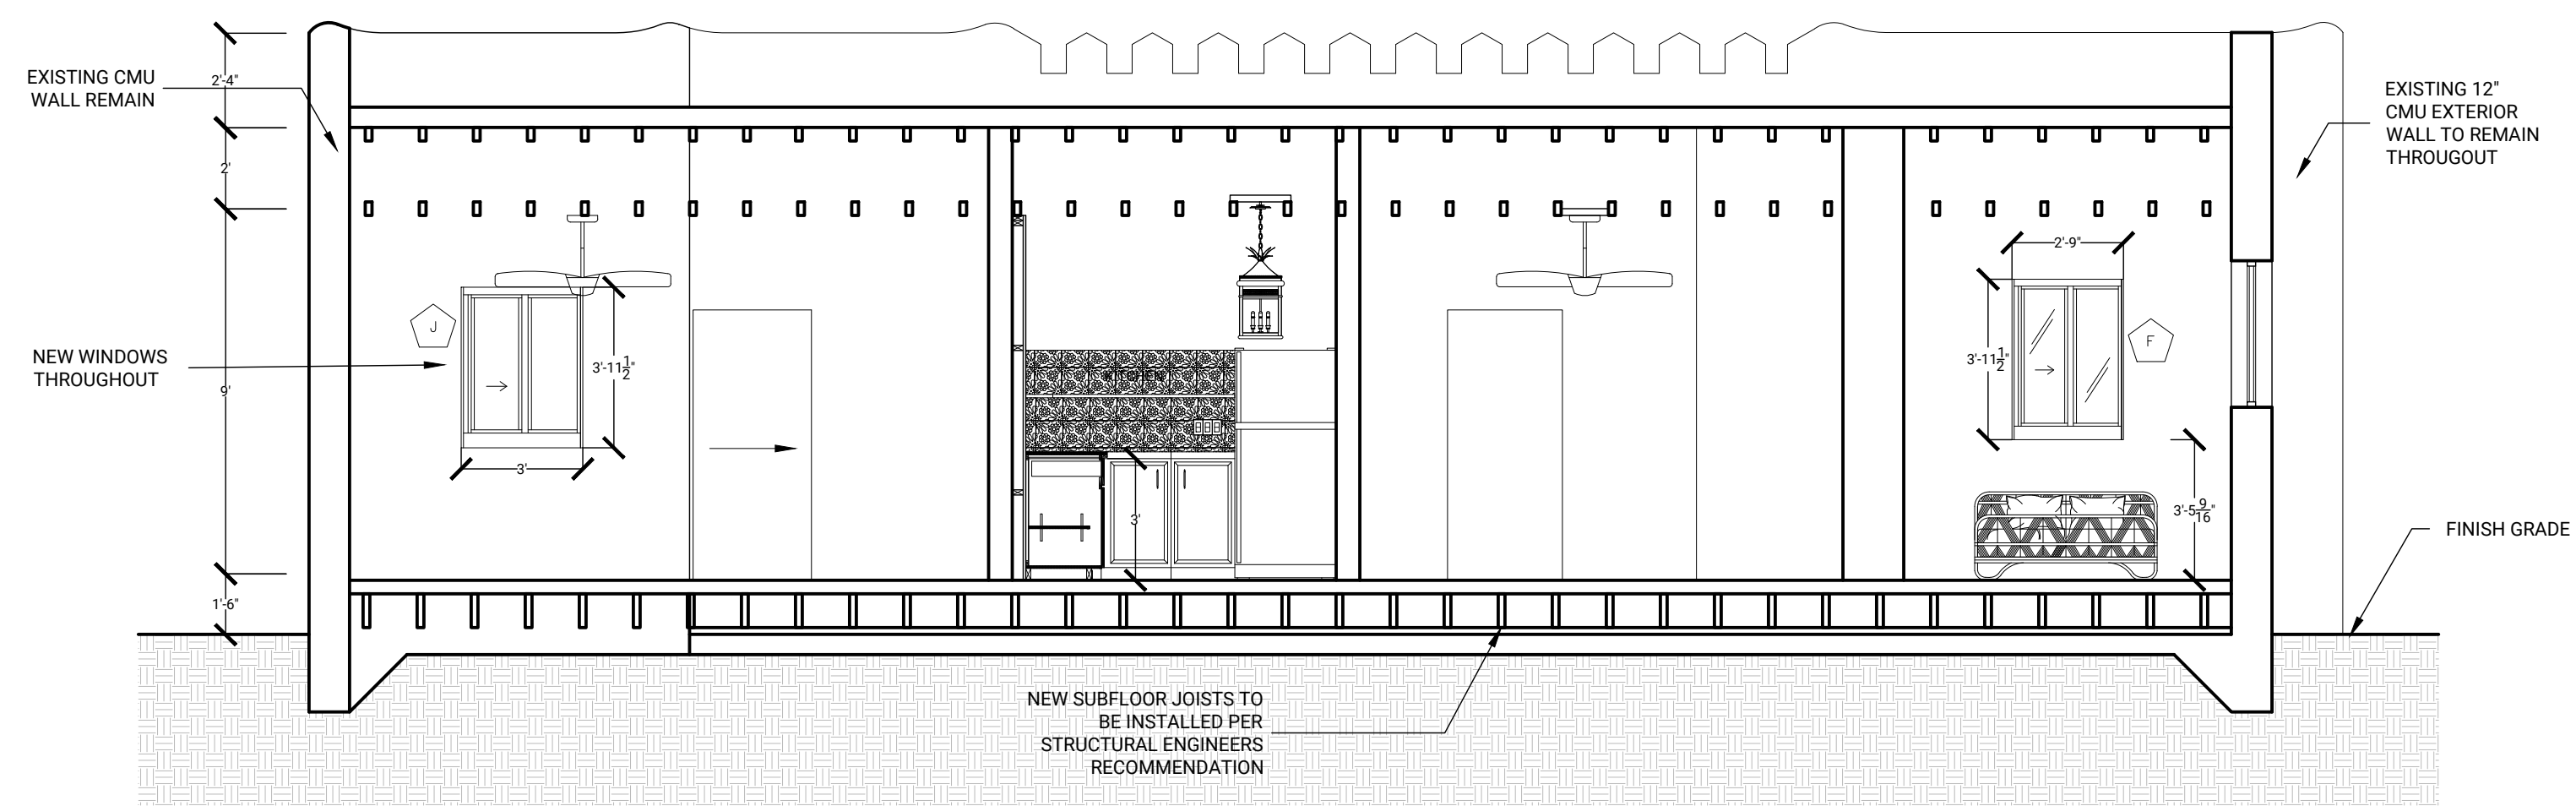 EXISTING CMU
WALL REMAIN
2'-4"
2'
9'
1'-6"
NEW WINDOWS
THROUGHOUT
J
3'-11 1/2"
3'
KITCHEN
3'
2'-9"
3'-11 1/2"
F
3'-5 9/16"
EXISTING 12"
CMU EXTERIOR
WALL TO REMAIN
THROUGOUT
FINISH GRADE
NEW SUBFLOOR JOISTS TO
BE INSTALLED PER
STRUCTURAL ENGINEERS
RECOMMENDATION